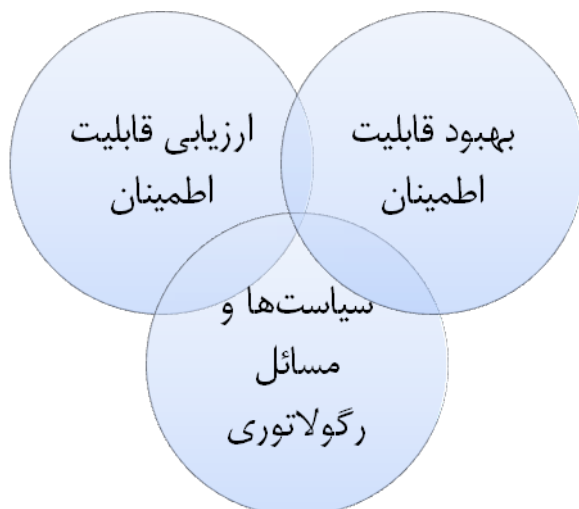 بهبود قابلیت
اطمینان
ارزیابی قابلیت
اطمینان
سیاست‌ها و
مسائل
رگولاتوری